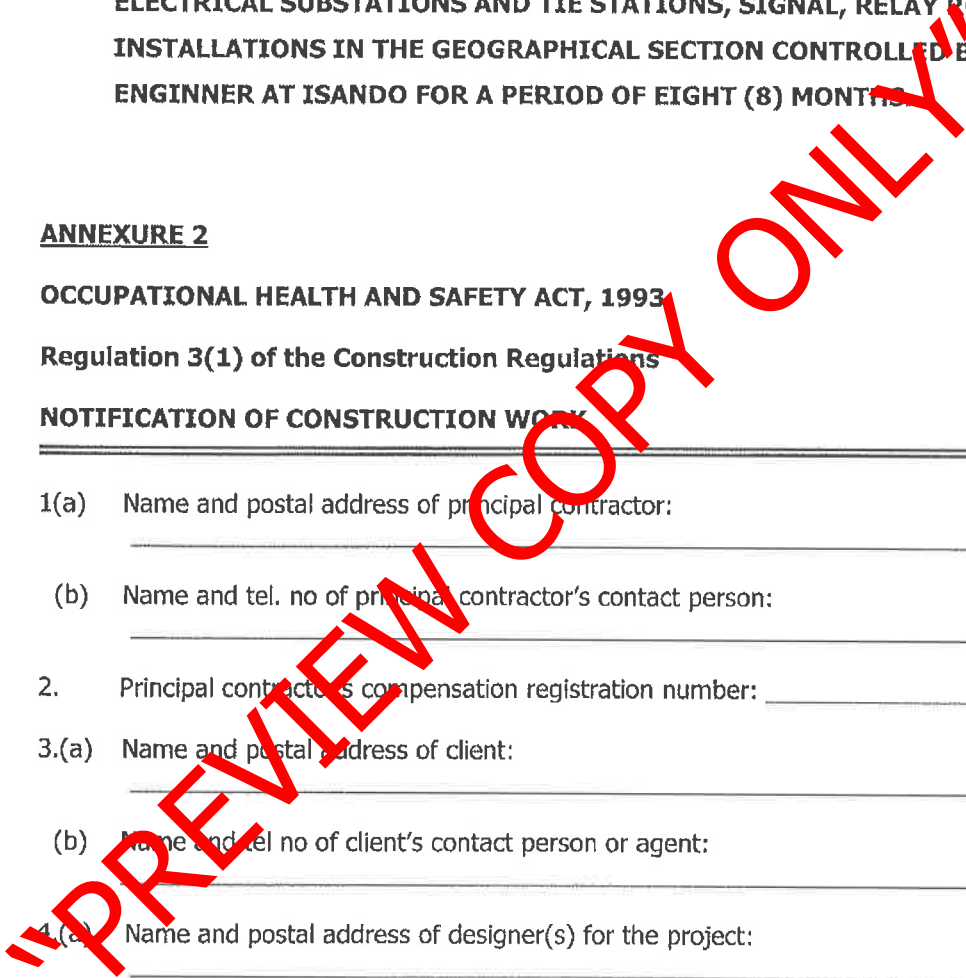 ELECTRICAL SUBSTATIONS AND TIE STATIONS, SIGNAL, RELAY
INSTALLATIONS IN THE GEOGRAPHICAL SECTION CONTROLLED
ENGINNER AT ISANDO FOR A PERIOD OF EIGHT (8) MONTHS.
ANNEXURE 2
OCCUPATIONAL HEALTH AND SAFETY ACT, 1993
Regulation 3(1) of the Construction Regulations
NOTIFICATION OF CONSTRUCTION WORK
1(a) Name and postal address of principal contractor:
(b) Name and tel. no of principal contractor's contact person:
2. Principal contractor's compensation registration number:
3.(a) Name and postal address of client:
(b) Name and tel no of client's contact person or agent:
4.(a) Name and postal address of designer(s) for the project:
"PREVIEW COPY ONLY"